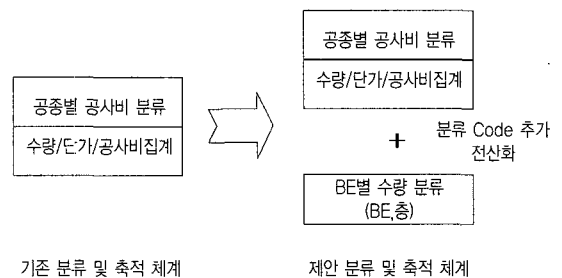 공종별 공사비 분류
수량/단가/공사비집계
공종별 공사비 분류
수량/단가/공사비집계
+
분류 Code 추가
전산화
BE별 수량 분류
(BE,층)
기존 분류 및 축적 체계
제안 분류 및 축적 체계